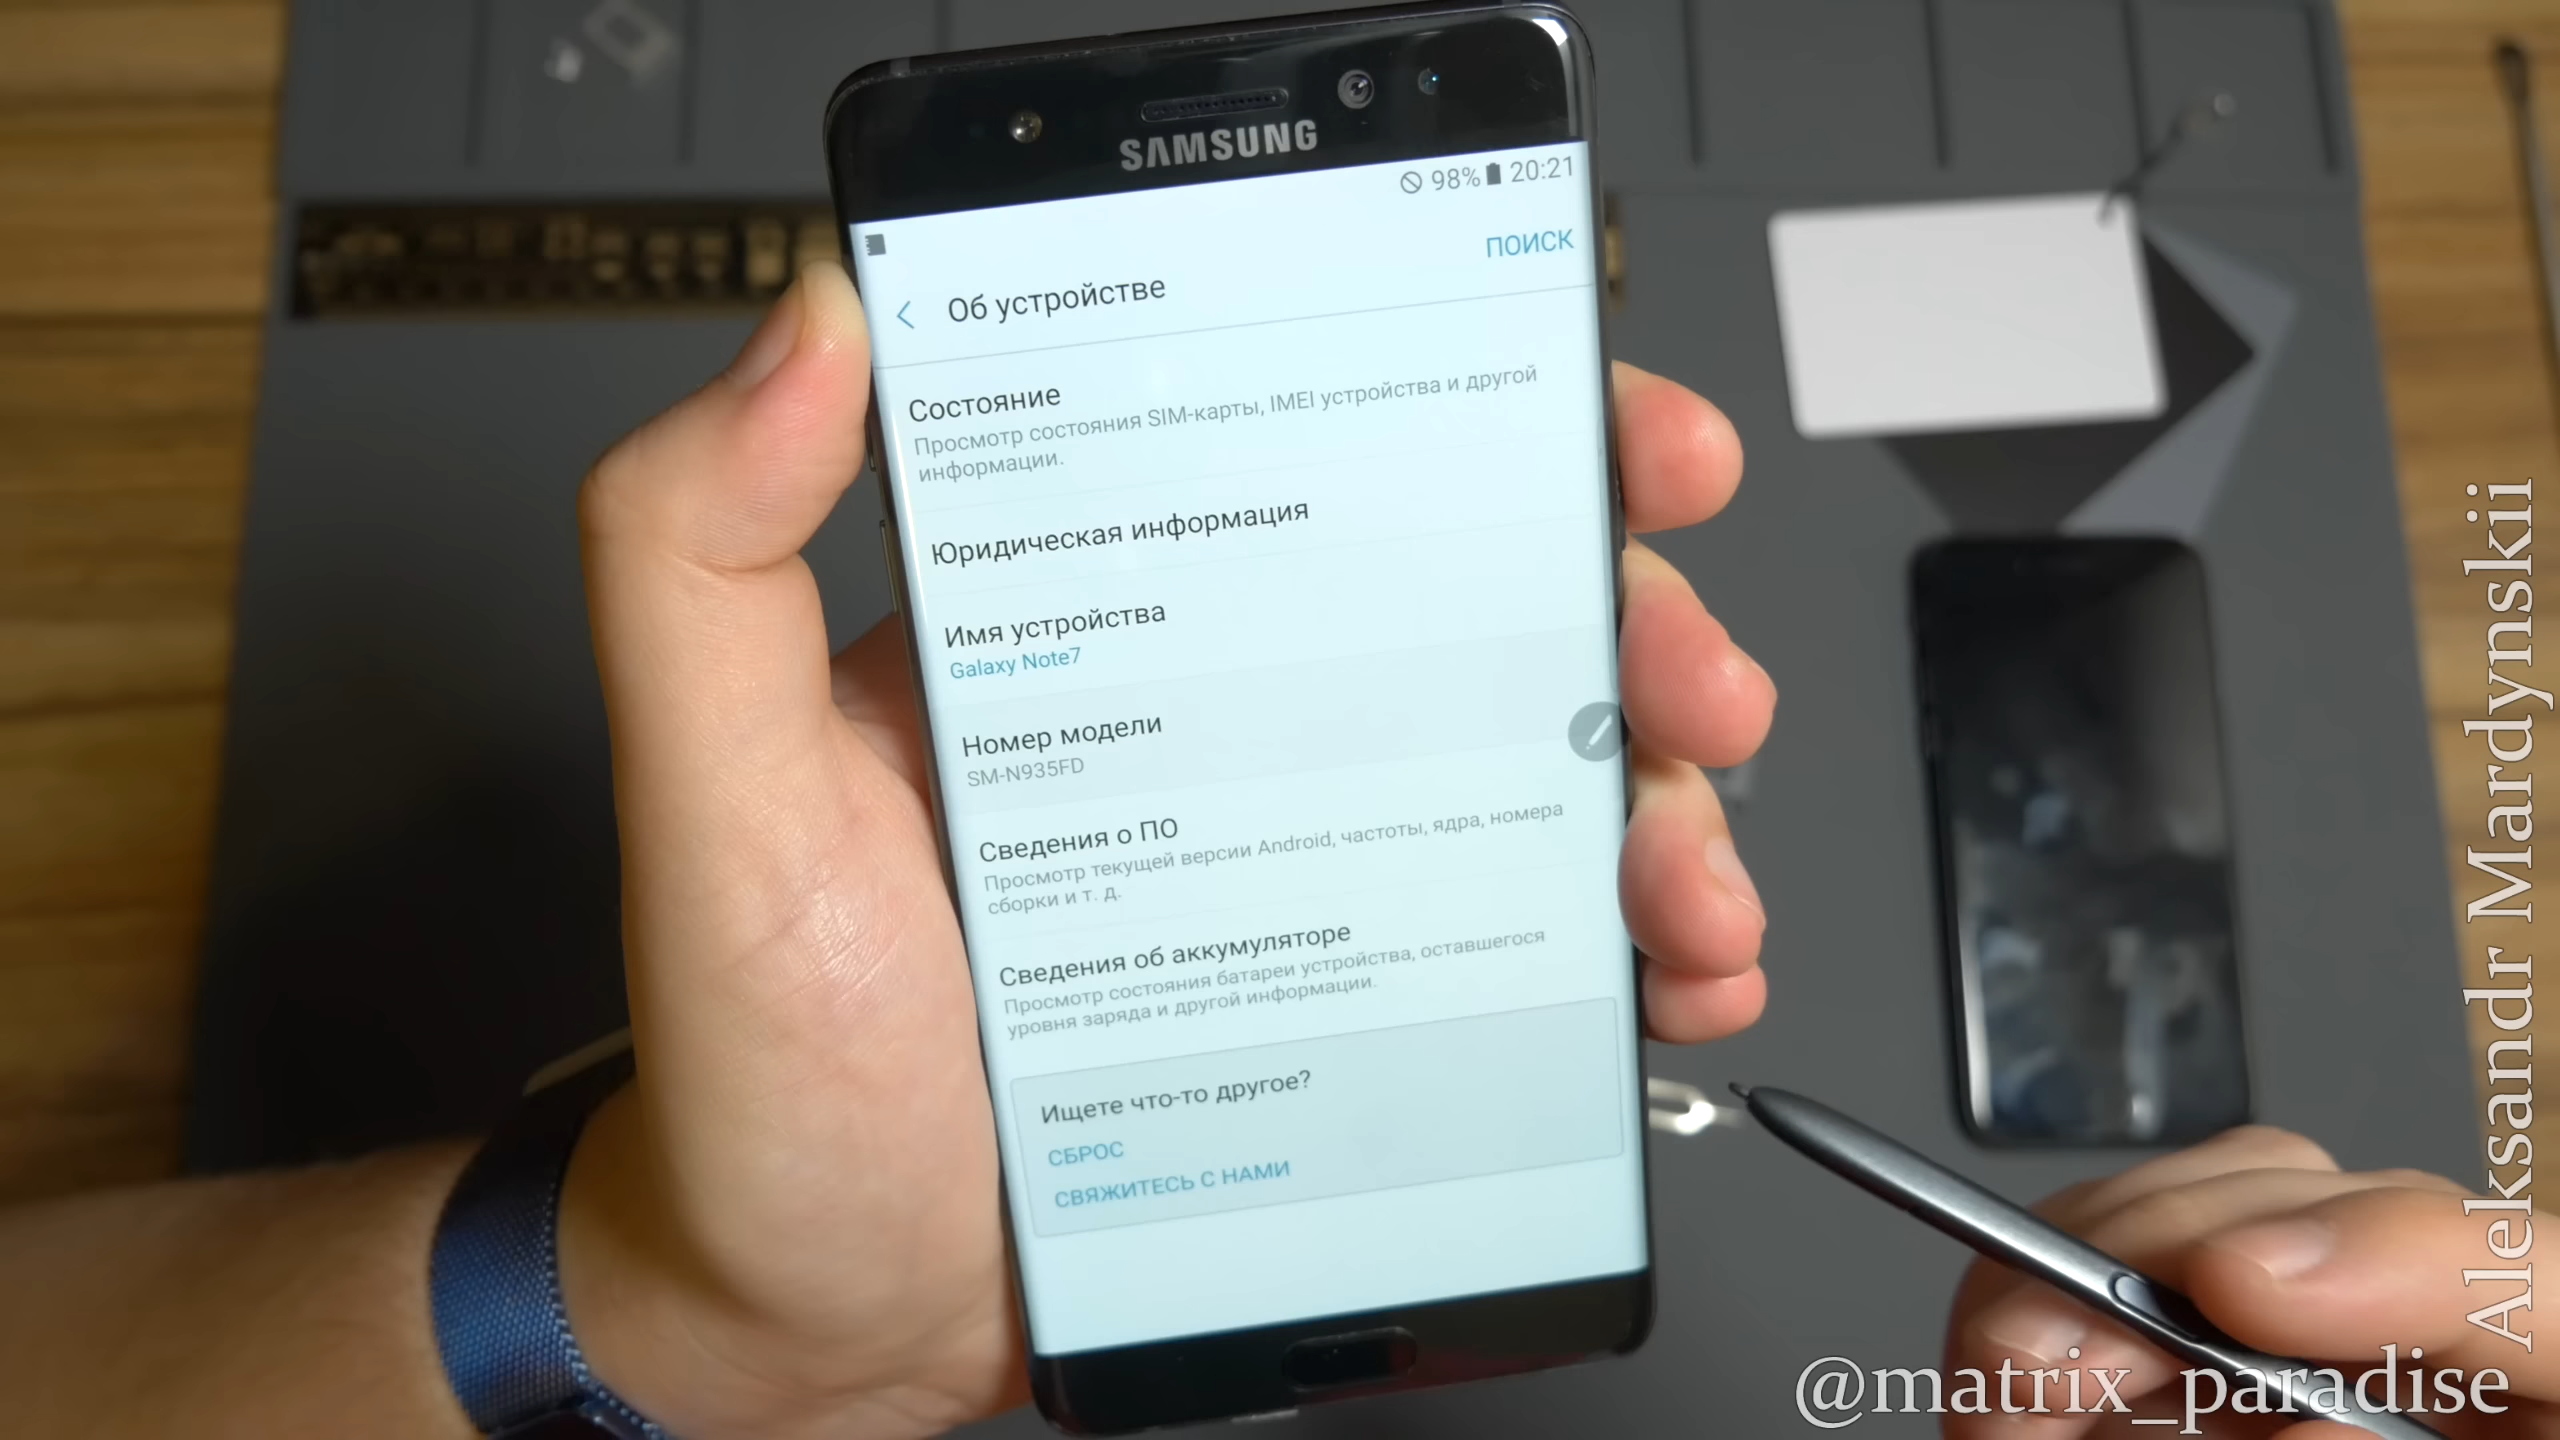 SAMSUNG
98% 20:21
ПОИСК
Об устройстве
Состояние
Просмотр состояния SIM-карты, IMEI устройства и другой
информации.
Юридическая информация
Имя устройства
Galaxy Note7
Номер модели
SM-N935FD
Сведения о ПО
Просмотр текущей версии Android, частоты, ядра, номера
сборки и т. д.
Сведения об аккумуляторе
Просмотр состояния батареи устройства, оставшегося
уровня заряда и другой информации.
Ищете что-то другое?
СБРОС
СВЯЖИТЕСЬ С НАМИ
Aleksandr Mardynskii
@matrix_paradise